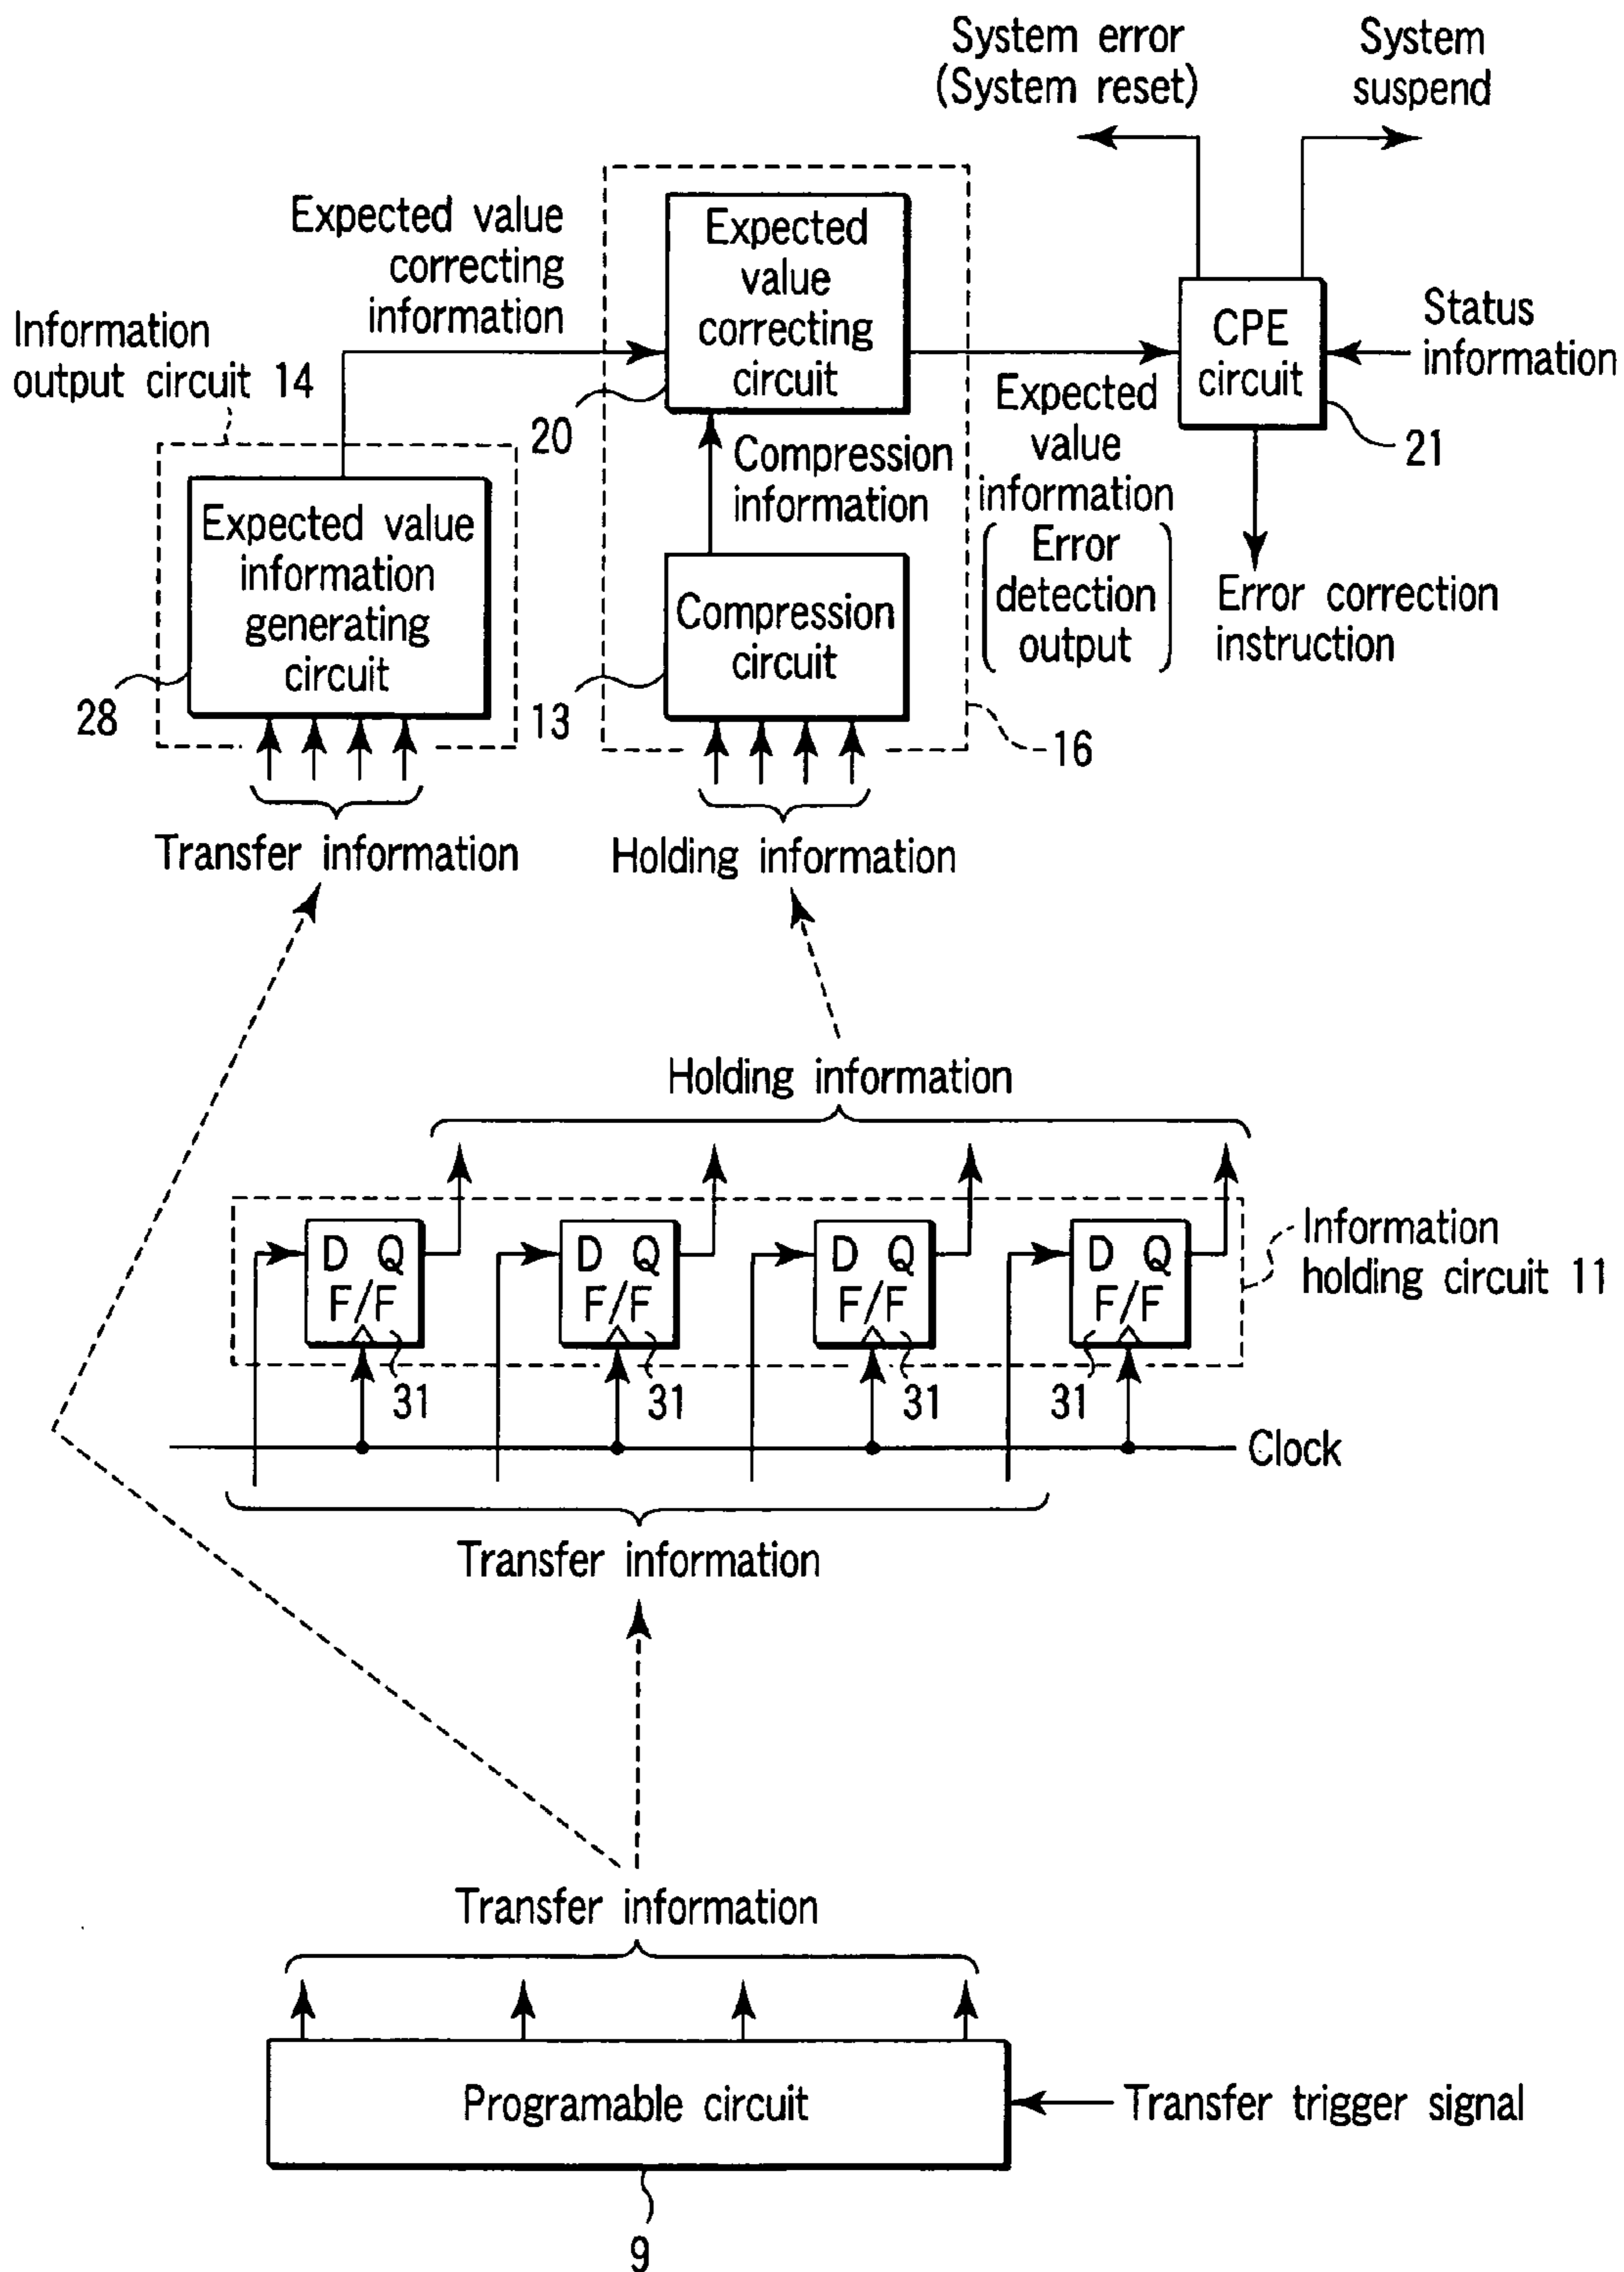 System error
(System reset)
System
suspend
Expected value
correcting
information
Expected
value
correcting
circuit
CPE
circuit
Status
information
Information
output circuit 14
20
21
Expected
value
information
Error
detection
output
Compression
information
Expected value
information
generating
circuit
Compression
circuit
Error correction
instruction
28
13
16
Transfer information
Holding information
Holding information
D Q
F/F
D Q
F/F
D Q
F/F
D Q
F/F
Information
holding circuit 11
31
31
31
31
Clock
Transfer information
Transfer information
Programable circuit
Transfer trigger signal
9